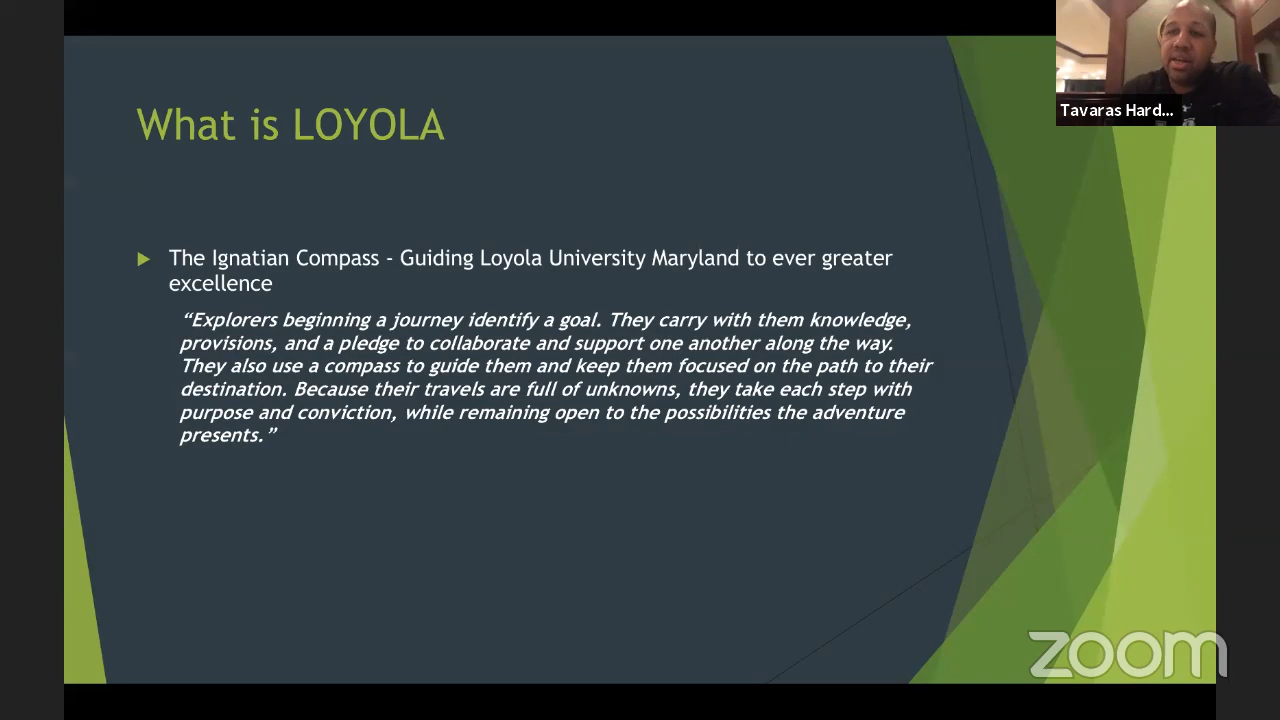 Tavaras Hard...
What is LOYOLA
The Ignatian Compass - Guiding Loyola University Maryland to ever greater
excellence
“Explorers beginning a journey identify a goal. They carry with them knowledge,
provisions, and a pledge to collaborate and support one another along the way.
They also use a compass to guide them and keep them focused on the path to their
destination. Because their travels are full of unknowns, they take each step with
purpose and conviction, while remaining open to the possibilities the adventure
presents.”
zoom